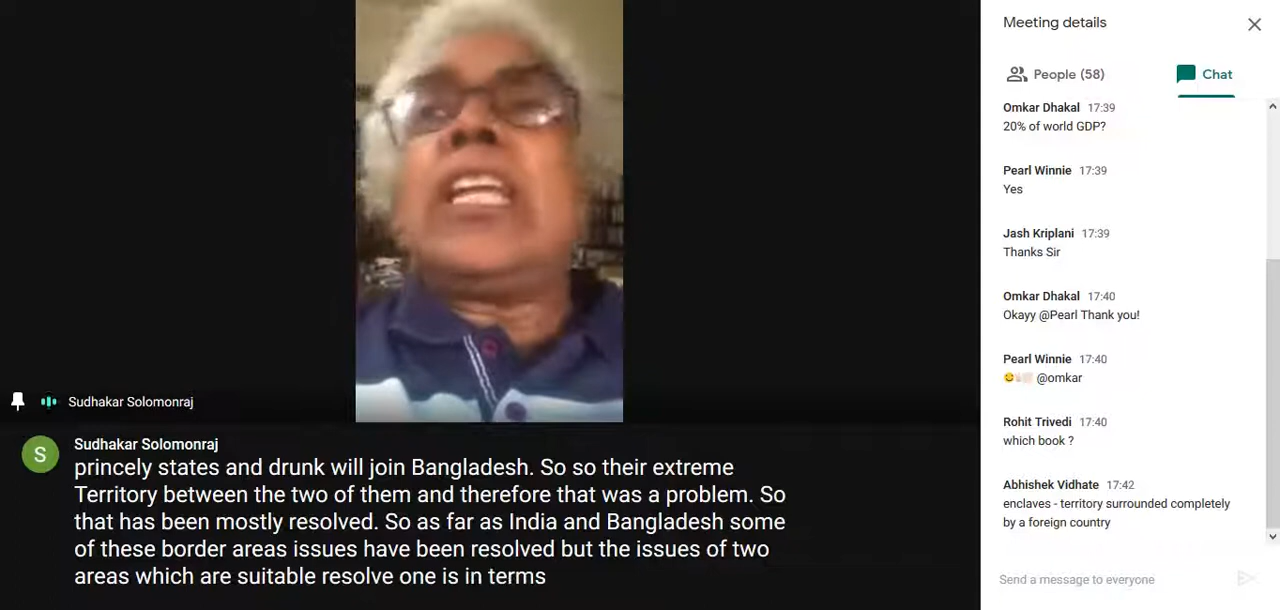 Sudhakar Solomonraj
S
Sudhakar Solomonraj
princely states and drunk will join Bangladesh. So so their extreme
Territory between the two of them and therefore that was a problem. So
that has been mostly resolved. So as far as India and Bangladesh some
of these border areas issues have been resolved but the issues of two
areas which are suitable resolve one is in terms
Meeting details
People (58)
Chat
Omkar Dhakal 17:39
20% of world GDP?
Pearl Winnie 17:39
Yes
Jash Kriplani 17:39
Thanks Sir
Omkar Dhakal 17:40
Okayy @Pearl Thank you!
Pearl Winnie 17:40
@omkar
Rohit Trivedi 17:40
which book ?
Abhishek Vidhate 17:42
enclaves - territory surrounded completely
by a foreign country
Send a message to everyone